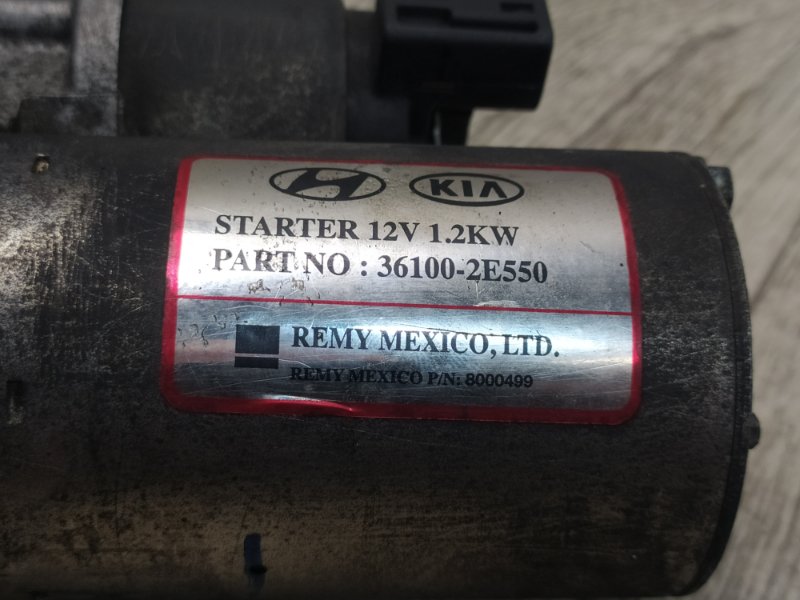 H KIA
STARTER 12V 1.2KW
PART NO : 36100-2E550
REMY MEXICO, LTD.
REMY MEXICO P/N: 8000499